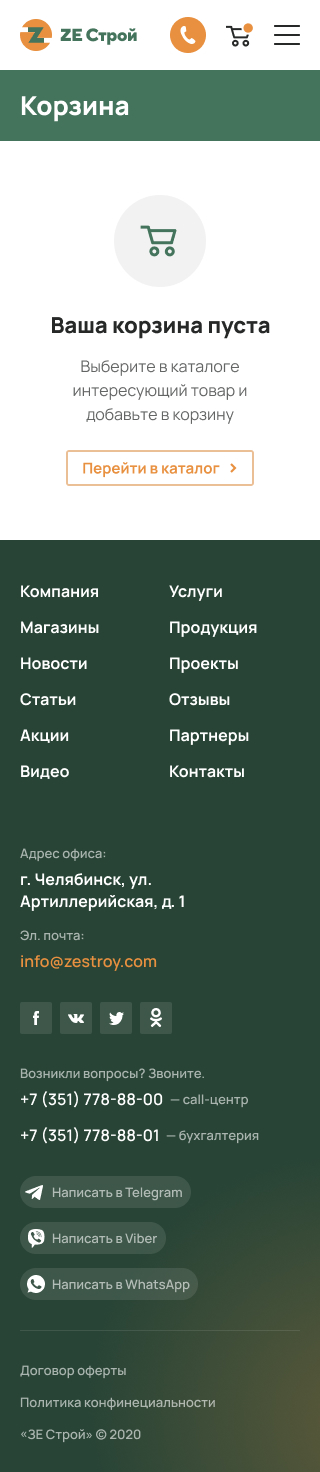 ZE Строй
Корзина
Ваша корзина пуста
Выберите в каталоге
интересующий товар и
добавьте в корзину
Перейти в каталог
Компания
Услуги
Магазины
Продукция
Новости
Проекты
Статьи
Отзывы
Акции
Партнеры
Видео
Контакты
Адрес офиса:
г. Челябинск, ул.
Артиллерийская, д. 1
Эл. почта:
info@zestroy.com
Возникли вопросы? Звоните.
+7 (351) 778-88-00 — call-центр
+7 (351) 778-88-01 — бухгалтерия
Написать в Telegram
Написать в Viber
Написать в WhatsApp
Договор оферты
Политика конфинециальности
«ЗЕ Строй» © 2020